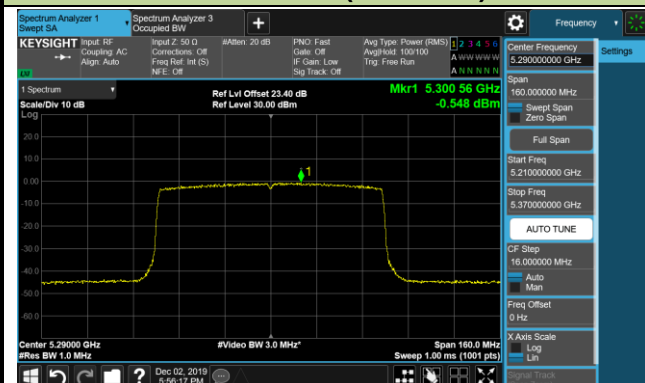 Spectrum Analyzer 1
Swept SA
Spectrum Analyzer 3
Occupied BW
+
Frequency
KEYSIGHT
Input: RF
Coupling: AC
Align: Auto
Input Z: 50 Ω
Corrections: Off
Freq Ref: Int (S)
NFE: Off
#Atten: 20 dB
PNO: Fast
Gate: Off
IF Gain: Low
Sig Track: Off
Avg Type: Power (RMS)
Avg|Hold: 100/100
Trig: Free Run
1 2 3 4 5 6
A W W W W W
A N N N N N
1 Spectrum
Scale/Div 10 dB
Log
Ref Lvl Offset 23.40 dB
Ref Level 30.00 dBm
Mkr1 5.300 56 GHz
-0.548 dBm
20.0
10.0
0.00
-10.0
-20.0
-30.0
-40.0
-50.0
-60.0
1
Center 5.29000 GHz
#Res BW 1.0 MHz
#Video BW 3.0 MHz*
Span 160.0 MHz
Sweep 1.00 ms (1001 pts)
Dec 02, 2019
5:56:17 PM
Center Frequency
5.290000000 GHz
Span
160.000000 MHz
Swept Span
Zero Span
Full Span
Start Freq
5.210000000 GHz
Stop Freq
5.370000000 GHz
AUTO TUNE
CF Step
16.000000 MHz
Auto
Man
Freq Offset
0 Hz
X Axis Scale
Log
Lin
Signal Track
Settings